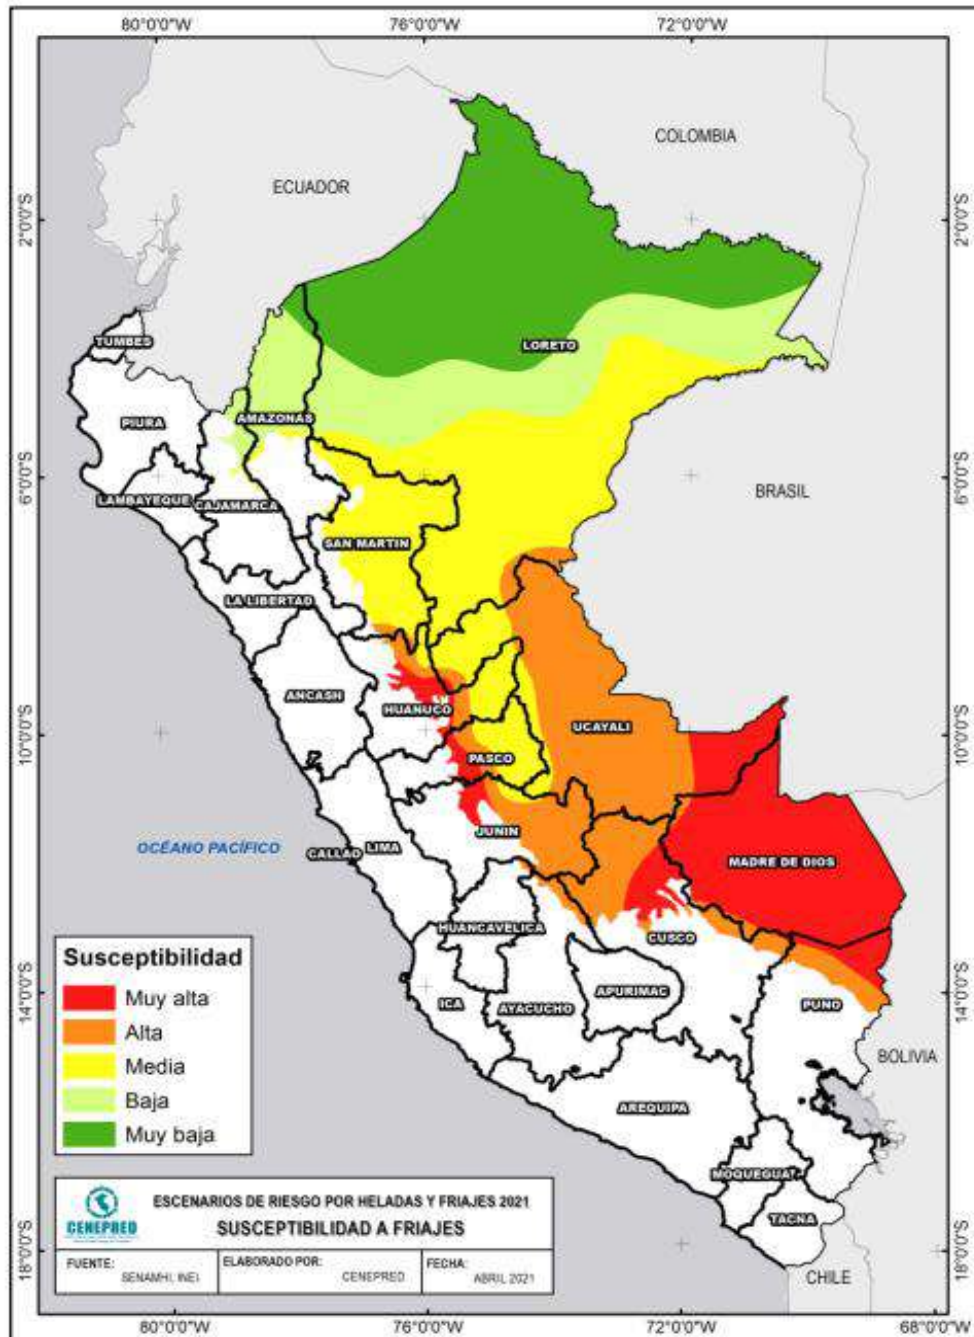 80°0'0"W
76°0'0"W
72°0'0"W
COLOMBIA
ECUADOR
2°0'0"S
2°0'0"S
TUMBES
LORETO
PIURA
AMAZONAS
6°0'0"S
6°0'0"S
BRASIL
LAMBAYEQUE
CAJAMARCA
SAN MARTIN
LA LIBERTAD
ANCASH
HUANUCO
UCAYALI
10°0'0"S
10°0'0"S
PASCO
JUNIN
OCÉANO PACÍFICO
CALLAO
LIMA
MADRE DE DIOS
HUANCAVELICA
CUSCO
Susceptibilidad
Muy alta
Alta
Media
Baja
Muy baja
ICA
AYACUCHO
APURIMAC
PUNO
14°0'0"S
14°0'0"S
BOLIVIA
AREQUIPA
MOQUEGUA
TACNA
CHILE
18°0'0"S
18°0'0"S
CENEPRED
ESCENARIOS DE RIESGO POR HELADAS Y FRIAJES 2021
SUSCEPTIBILIDAD A FRIAJES
FUENTE:
SENAMHI, INEI
ELABORADO POR:
CENEPRED
FECHA:
ABRIL 2021
80°0'0"W
76°0'0"W
72°0'0"W
68°0'0"W